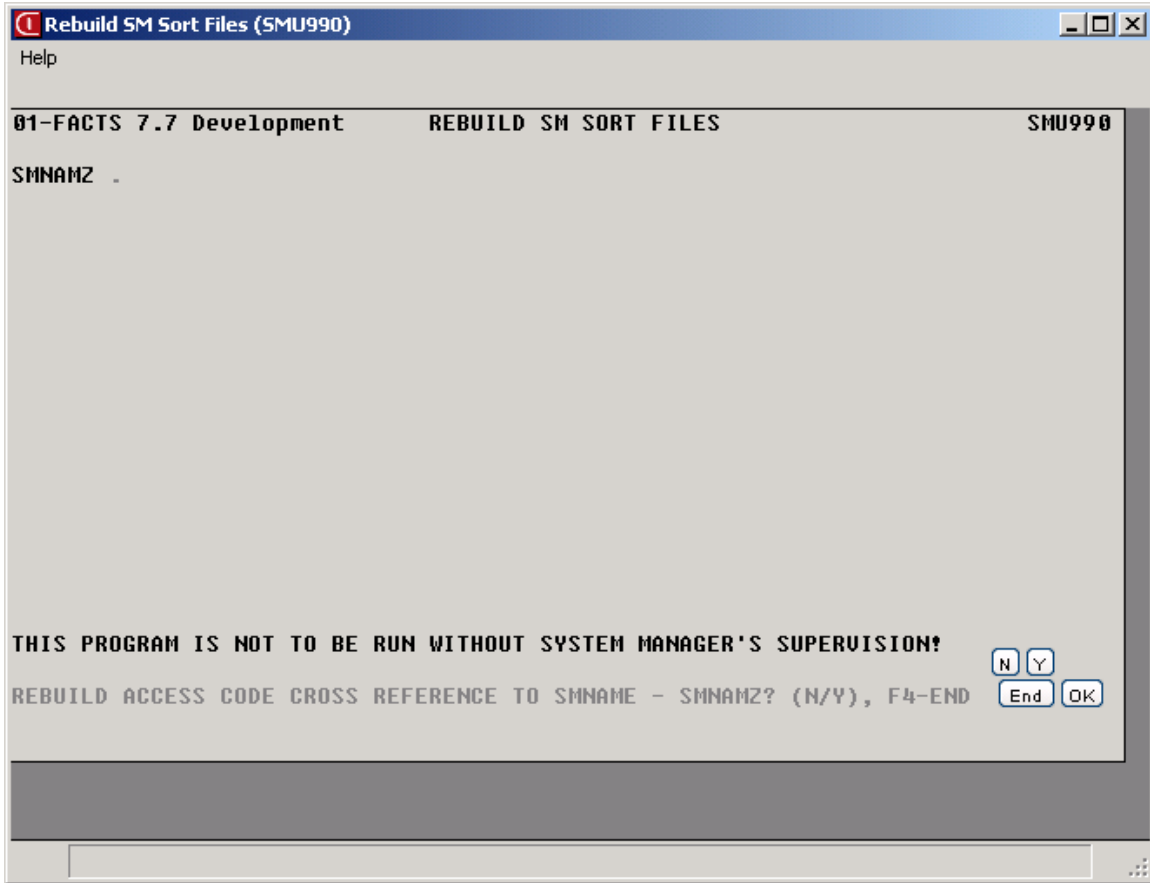 Rebuild SM Sort Files (SMU990)
Help
01-FACTS 7.7 Development REBUILD SM SORT FILES SMU990
SMNAMZ .
THIS PROGRAM IS NOT TO BE RUN WITHOUT SYSTEM MANAGER'S SUPERVISION!
N Y
REBUILD ACCESS CODE CROSS REFERENCE TO SMNAME - SMNAMZ? (N/Y), F4-END End OK